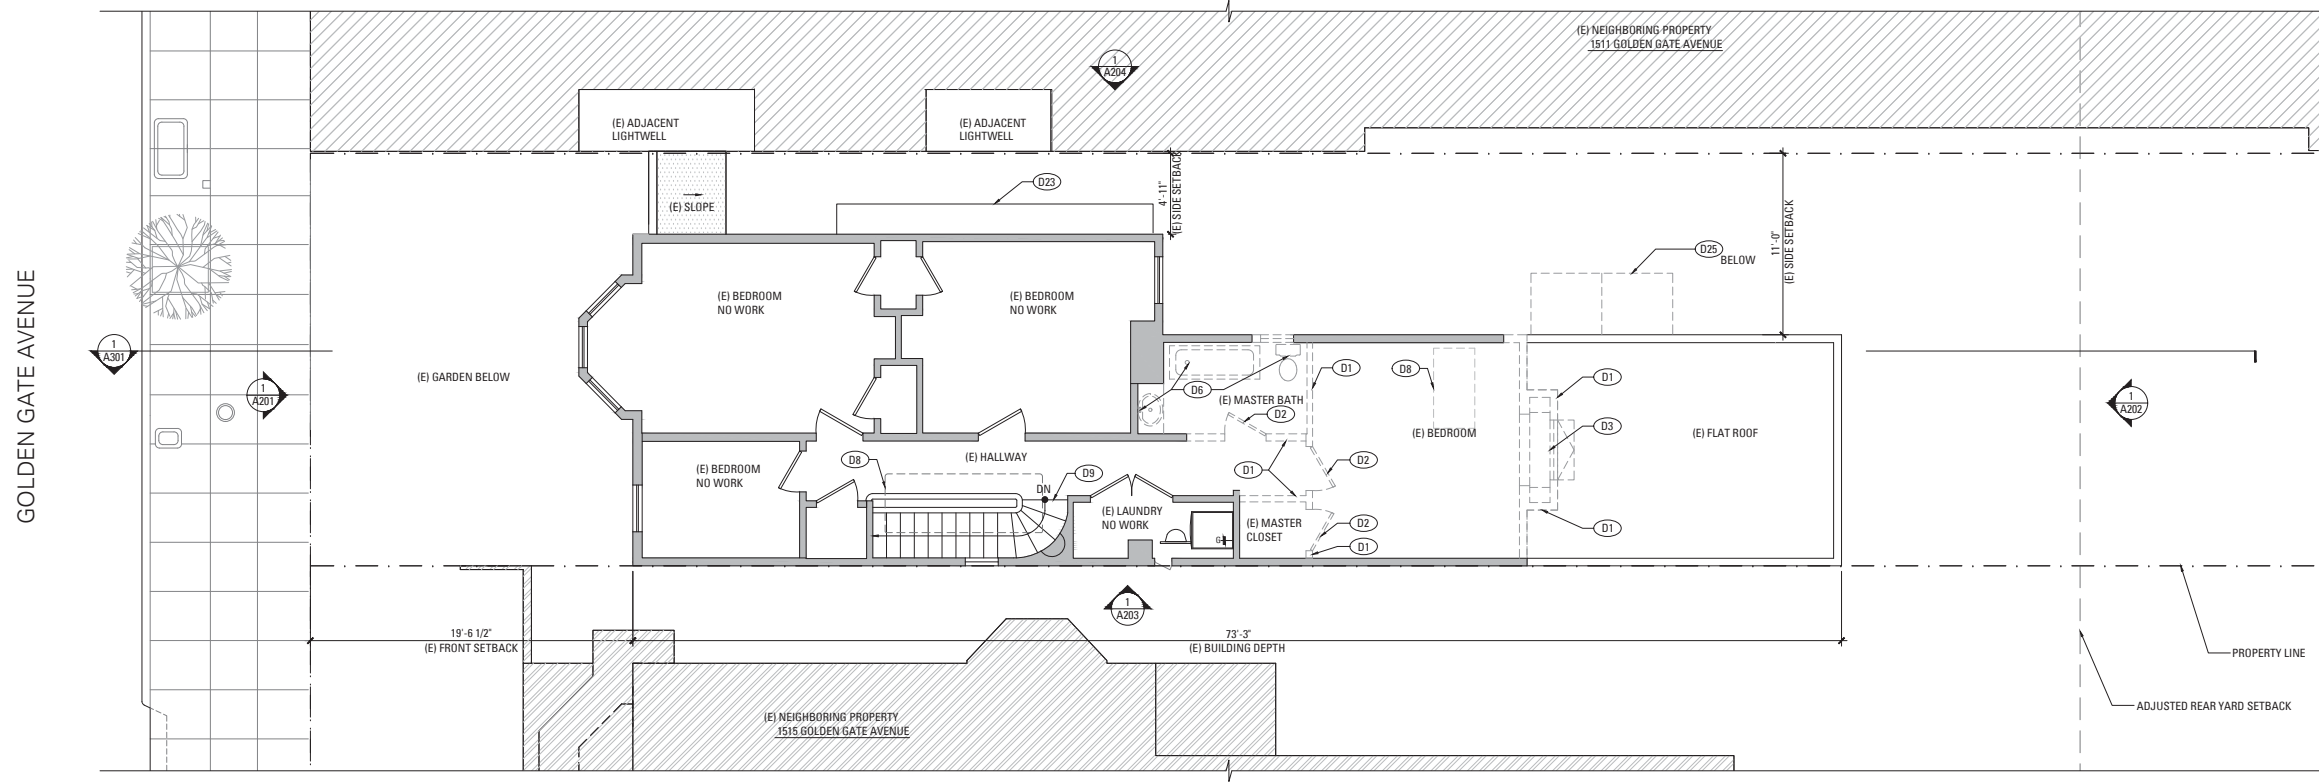 (E) NEIGHBORING PROPERTY
1511 GOLDEN GATE AVENUE
1
A204
(E) ADJACENT
LIGHTWELL
(E) ADJACENT
LIGHTWELL
D23
4'-11"
(E) SIDE SETBACK
(E) SLOPE
11'-0"
(E) SIDE SETBACK
D25
BELOW
GOLDEN GATE AVENUE
(E) BEDROOM
NO WORK
(E) BEDROOM
NO WORK
1
A301
(E) GARDEN BELOW
1
A201
D6
D1
D8
D1
(E) MASTER BATH
D2
1
A202
D3
(E) BEDROOM
(E) FLAT ROOF
(E) HALLWAY
D8
D9
D1
D2
(E) BEDROOM
NO WORK
DN
(E) LAUNDRY
NO WORK
G
(E) MASTER
CLOSET
D2
D1
D1
1
A203
19'-6 1/2"
(E) FRONT SETBACK
73'-3"
(E) BUILDING DEPTH
PROPERTY LINE
ADJUSTED REAR YARD SETBACK
(E) NEIGHBORING PROPERTY
1515 GOLDEN GATE AVENUE